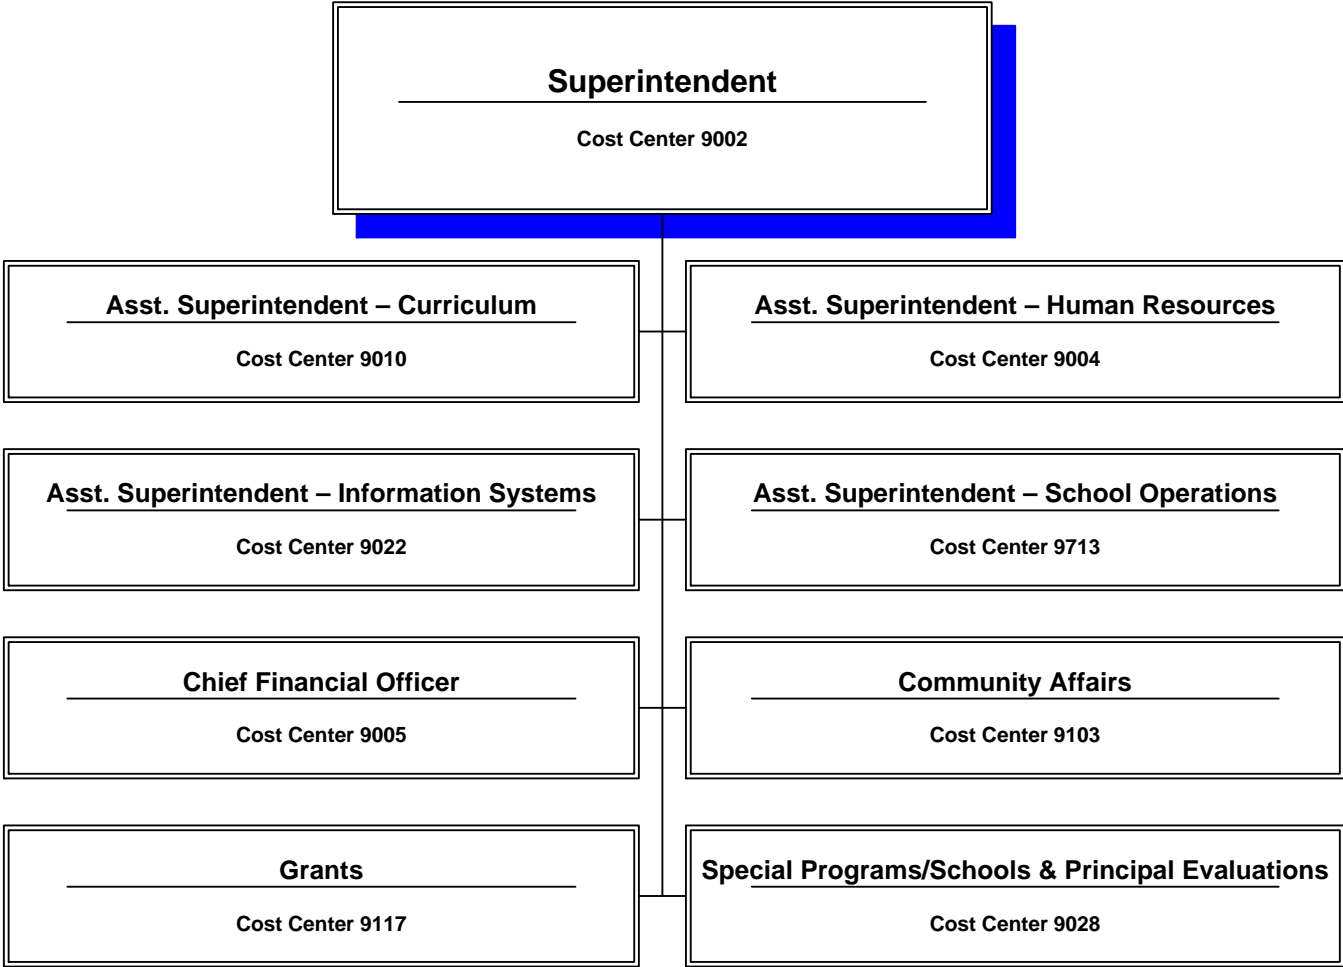 Superintendent
Cost Center 9002
Asst. Superintendent – Curriculum
Cost Center 9010
Asst. Superintendent – Human Resources
Cost Center 9004
Asst. Superintendent – Information Systems
Cost Center 9022
Asst. Superintendent – School Operations
Cost Center 9713
Chief Financial Officer
Cost Center 9005
Community Affairs
Cost Center 9103
Grants
Cost Center 9117
Special Programs/Schools & Principal Evaluations
Cost Center 9028